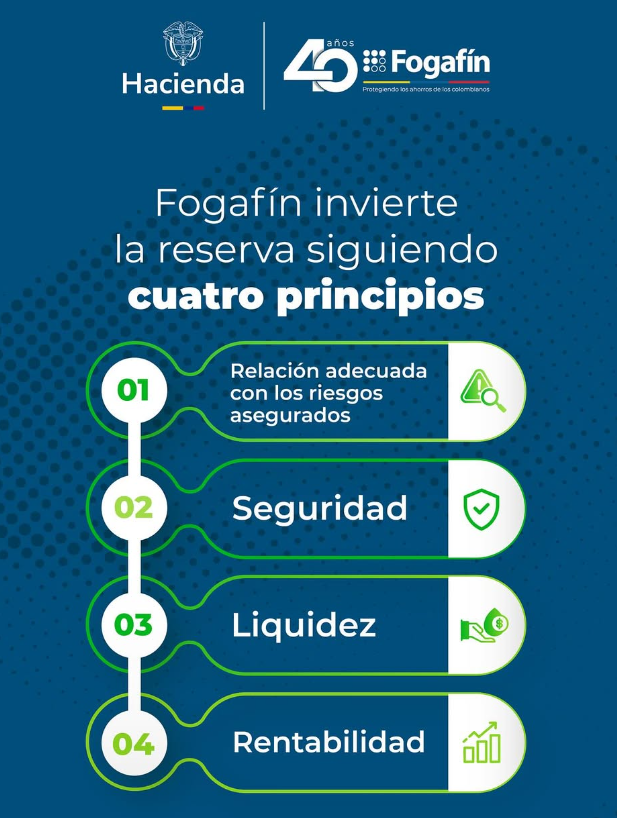 Hacienda
40 años
Fogafín
Protegiendo los ahorros de los colombianos
Fogafín invierte
la reserva siguiendo
cuatro principios
01
Relación adecuada
con los riesgos
asegurados
02
Seguridad
03
Liquidez
$
04
Rentabilidad